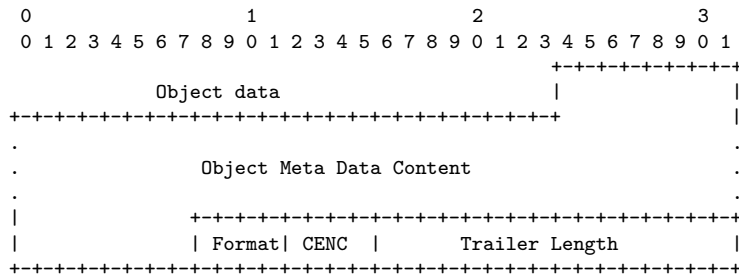 0                   1                   2                   3
0 1 2 3 4 5 6 7 8 9 0 1 2 3 4 5 6 7 8 9 0 1 2 3 4 5 6 7 8 9 0 1
+-+-+-+-+-+-+-+-+
Object data | |
+-+-+-+-+-+-+-+-+-+-+-+-+-+-+-+-+-+-+-+-+-+-+-+-+ |
. .
. Object Meta Data Content .
. .
| +-+-+-+-+-+-+-+-+-+-+-+-+-+-+-+-+-+-+-+-+-+-+-+-+
| | Format| CENC | Trailer Length |
+-+-+-+-+-+-+-+-+-+-+-+-+-+-+-+-+-+-+-+-+-+-+-+-+-+-+-+-+-+-+-+-+